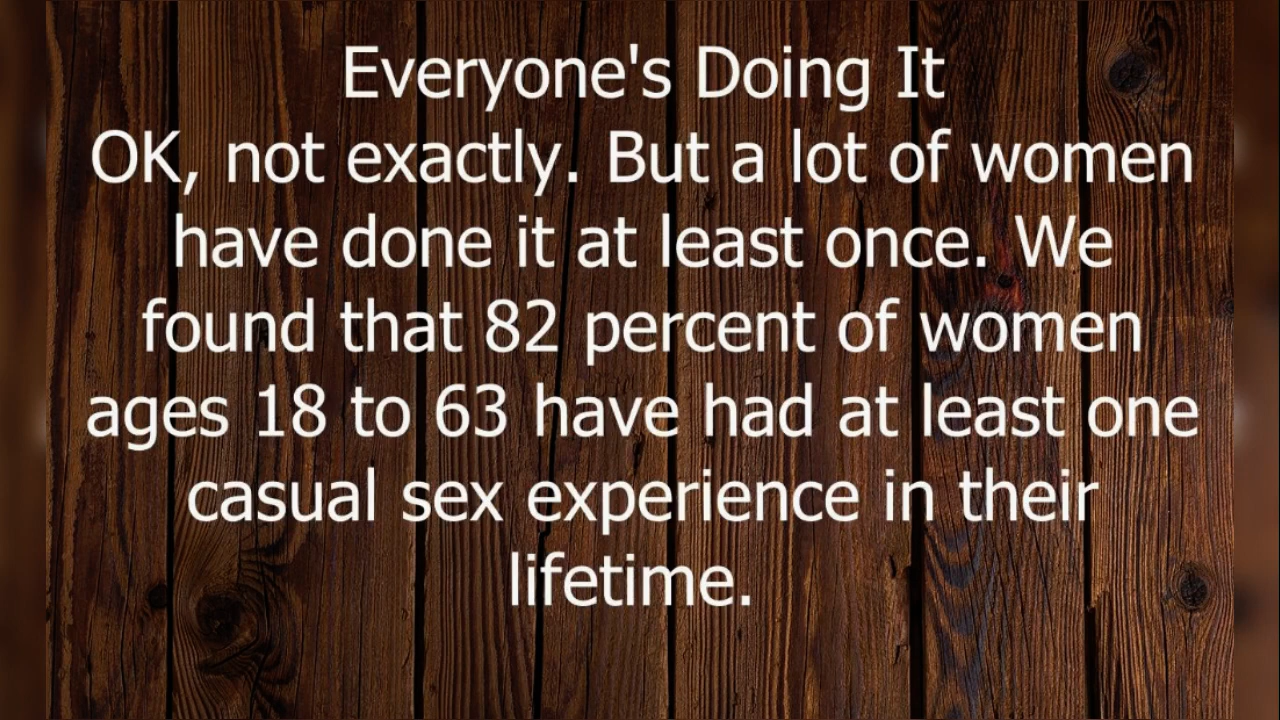 Everyone's Doing It
OK, not exactly. But a lot of women
have done it at least once. We
found that 82 percent of women
ages 18 to 63 have had at least one
casual sex experience in their
lifetime.